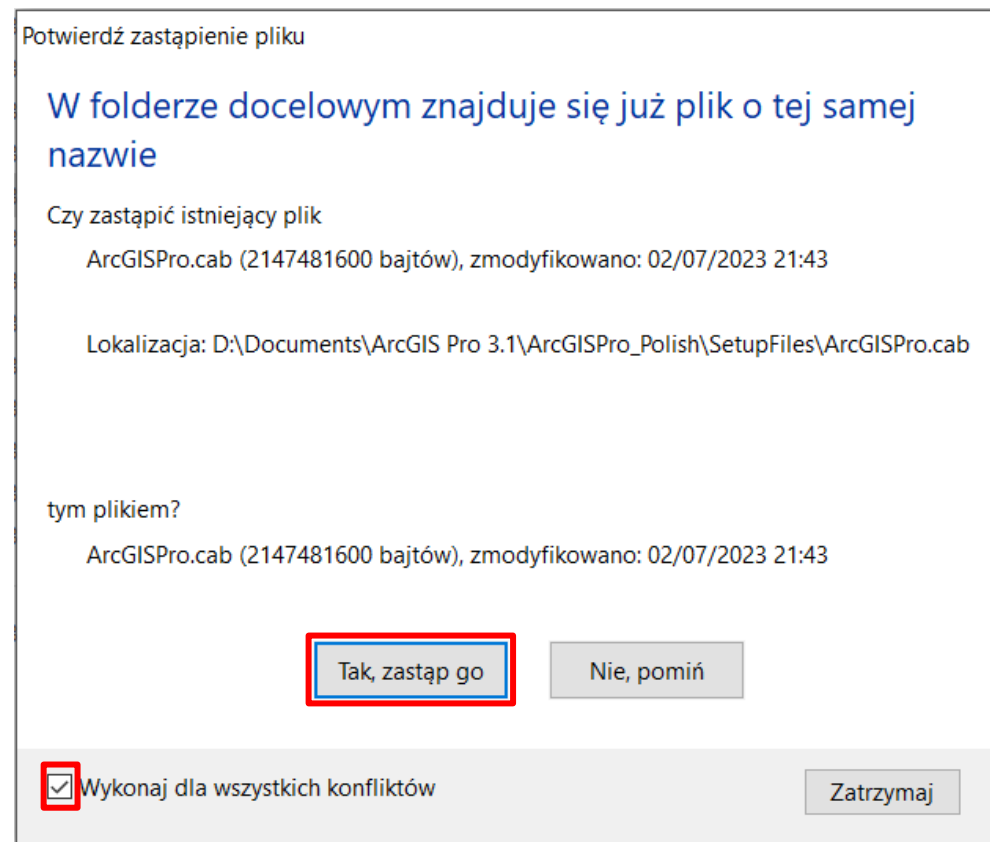 Potwierdź zastąpienie pliku
W folderze docelowym znajduje się już plik o tej samej
nazwie
Czy zastąpić istniejący plik
ArcGISPro.cab (2147481600 bajtów), zmodyfikowano: 02/07/2023 21:43
Lokalizacja: D:\Documents\ArcGIS Pro 3.1\ArcGISPro_Polish\SetupFiles\ArcGISPro.cab
tym plikiem?
ArcGISPro.cab (2147481600 bajtów), zmodyfikowano: 02/07/2023 21:43
Tak, zastąp go Nie, pomiń
Wykonaj dla wszystkich konfliktów Zatrzymaj